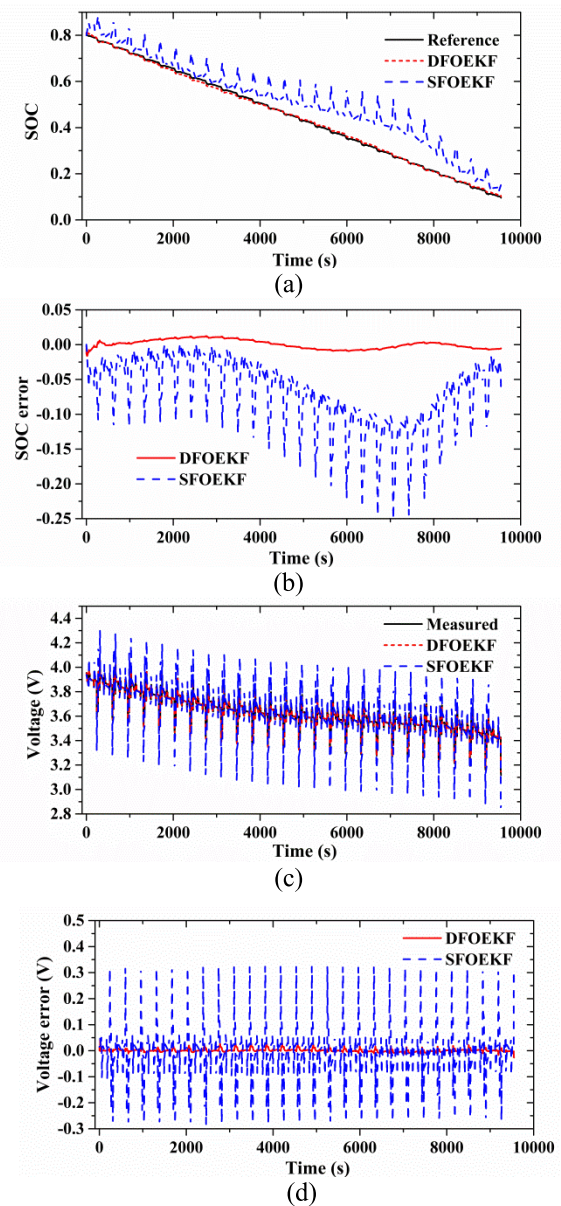 0.8
0.6
0.4
0.2
0.0
SOC
Reference
DFOEKF
SFOEKF
0 2000 4000 6000 8000 10000
Time (s)
(a)
0.05
0.00
-0.05
-0.10
-0.15
-0.20
-0.25
SOC error
DFOEKF
SFOEKF
0 2000 4000 6000 8000 10000
Time (s)
(b)
4.4
4.2
4.0
3.8
3.6
3.4
3.2
3.0
2.8
Voltage (V)
Measured
DFOEKF
SFOEKF
0 2000 4000 6000 8000 10000
Time (s)
(c)
0.5
0.4
0.3
0.2
0.1
0.0
-0.1
-0.2
-0.3
Voltage error (V)
DFOEKF
SFOEKF
0 2000 4000 6000 8000 10000
Time (s)
(d)